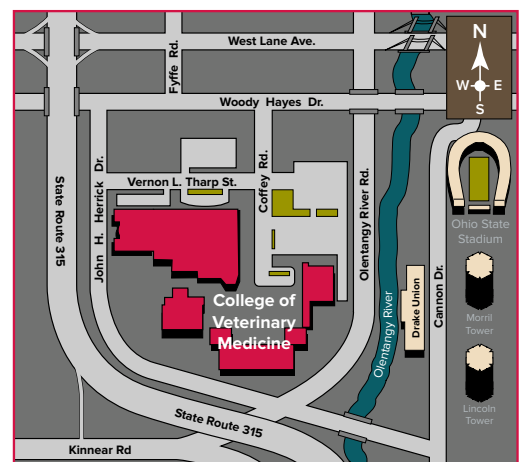 West Lane Ave.
Fyffe Rd.
N
W
E
S
Woody Hayes Dr.
Vernon L. Tharp St.
Coffey Rd.
John H. Herrick Dr.
State Route 315
Olentangy River Rd.
Cannon Dr.
Ohio State
Stadium
College of
Veterinary
Medicine
Drake Union
Olentangy River
Morril
Tower
Lincoln
Tower
State Route 315
Kinnear Rd